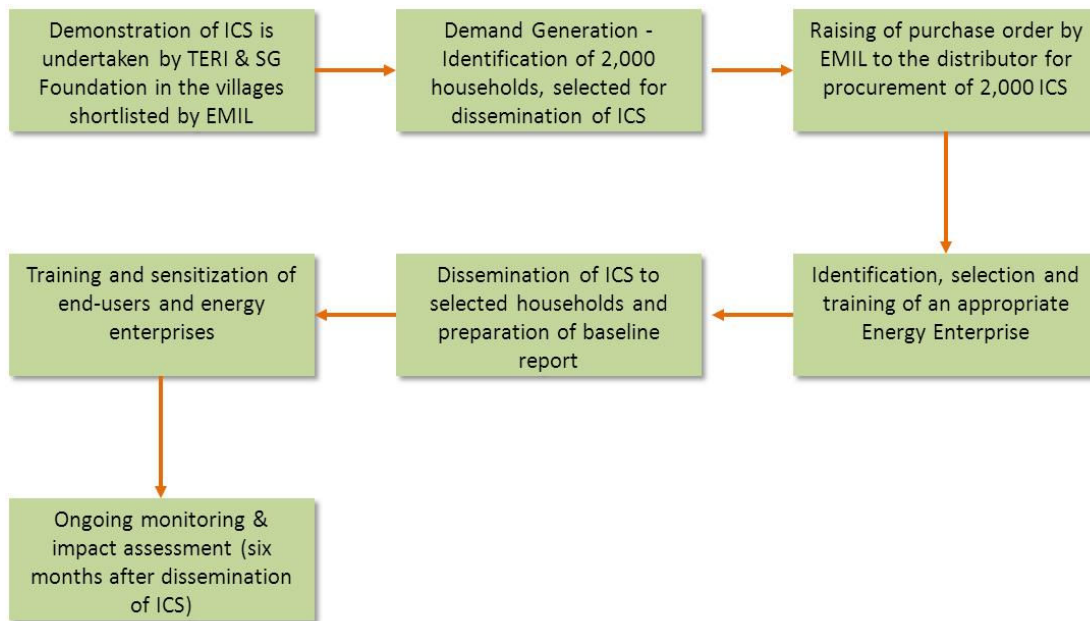 Demonstration of ICS is
undertaken by TERI & SG
Foundation in the villages
shortlisted by EMIL
Demand Generation -
Identification of 2,000
households, selected for
dissemination of ICS
Raising of purchase order by
EMIL to the distributor for
procurement of 2,000 ICS
Identification, selection and
training of an appropriate
Energy Enterprise
Dissemination of ICS to
selected households and
preparation of baseline
report
Training and sensitization of
end-users and energy
enterprises
Ongoing monitoring &
impact assessment (six
months after dissemination
of ICS)